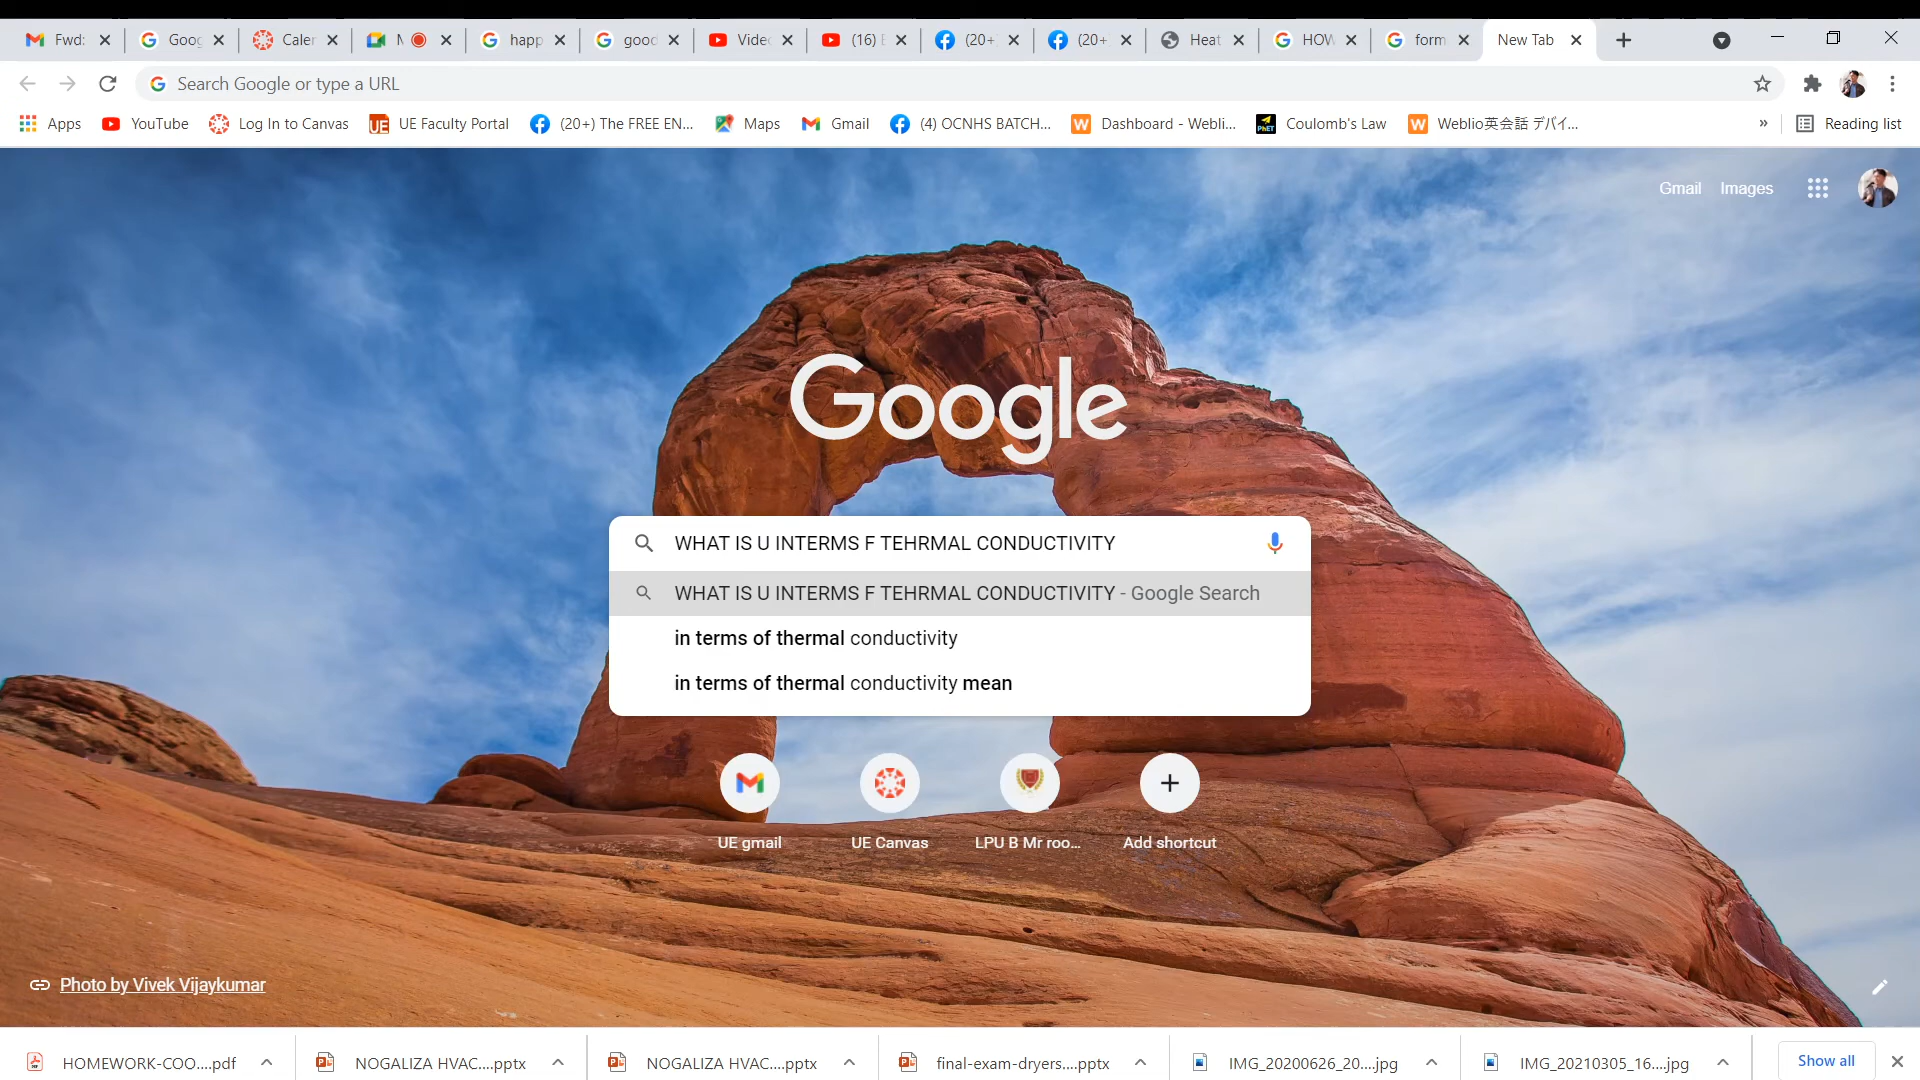 Fwd:
Goog
Caler
M
happ
good
Video
(16) E
(20+
(20+
Heat
HOW
form
New Tab
Search Google or type a URL
Apps
YouTube
Log In to Canvas
UE Faculty Portal
(20+) The FREE EN...
Maps
Gmail
(4) OCNHS BATCH...
Dashboard - Webli...
Coulomb's Law
Weblio英会話 デバイ...
»
Reading list
Gmail
Images
Google
WHAT IS U INTERMS F TEHRMAL CONDUCTIVITY
WHAT IS U INTERMS F TEHRMAL CONDUCTIVITY - Google Search
in terms of thermal conductivity
in terms of thermal conductivity mean
UE gmail
UE Canvas
LPU B Mr roo...
Add shortcut
Photo by Vivek Vijaykumar
HOMEWORK-COO....pdf
NOGALIZA HVAC....pptx
NOGALIZA HVAC....pptx
final-exam-dryers....pptx
IMG_20200626_20....jpg
IMG_20210305_16....jpg
Show all